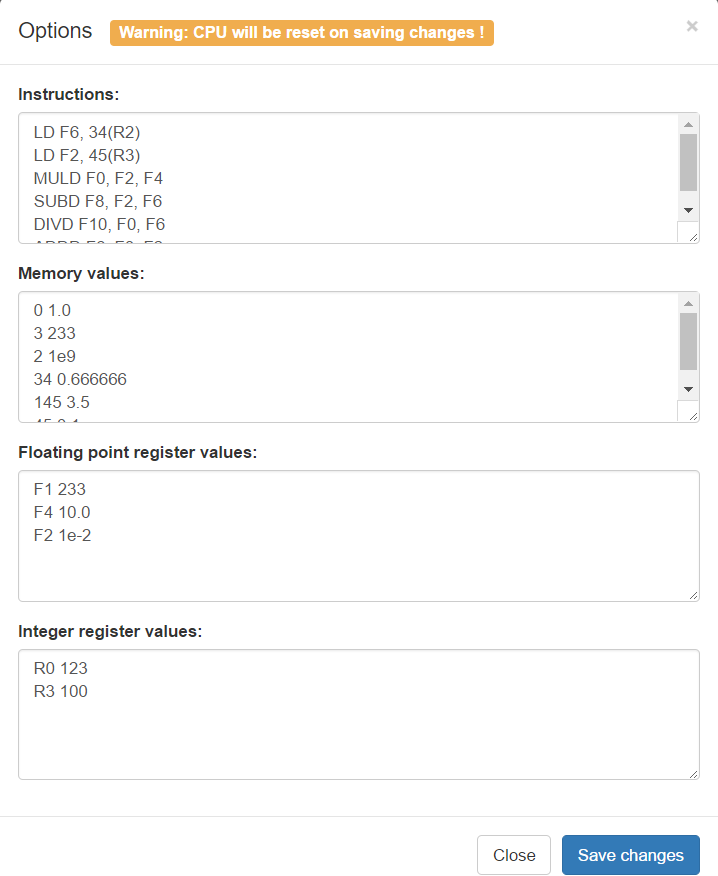 Options Warning: CPU will be reset on saving changes ! ×
Instructions:
LD F6, 34(R2)
LD F2, 45(R3)
MULD F0, F2, F4
SUBD F8, F2, F6
DIVD F10, F0, F6
Memory values:
0 1.0
3 233
2 1e9
34 0.666666
145 3.5
Floating point register values:
F1 233
F4 10.0
F2 1e-2
Integer register values:
R0 123
R3 100
Close Save changes